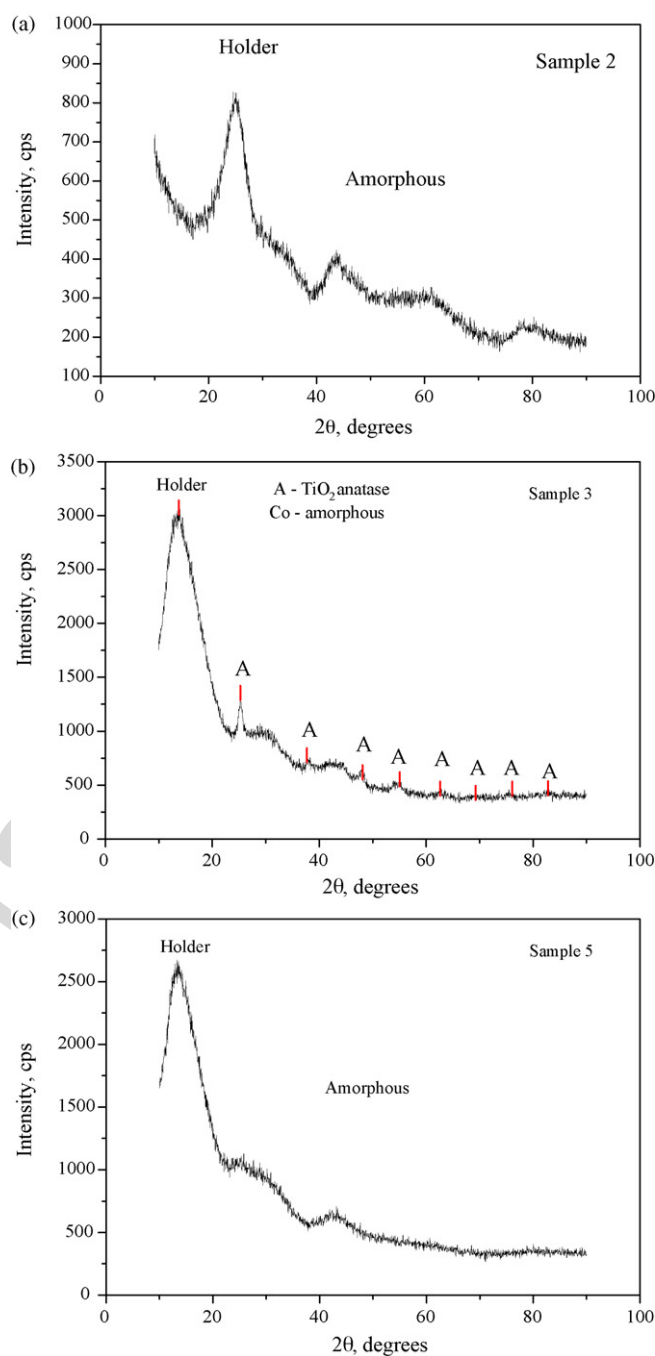 (a)
1000
900
800
700
600
500
400
300
200
100
Intensity, cps
Holder
Sample 2
Amorphous
0 20 40 60 80 100
2θ, degrees
(b)
3500
3000
2500
2000
1500
1000
500
0
Intensity, cps
Holder
A - TiO₂ anatase
Co - amorphous
Sample 3
A A A A A A A A
0 20 40 60 80 100
2θ, degrees
(c)
3000
2500
2000
1500
1000
500
0
Intensity, cps
Holder
Sample 5
Amorphous
0 20 40 60 80 100
2θ, degrees